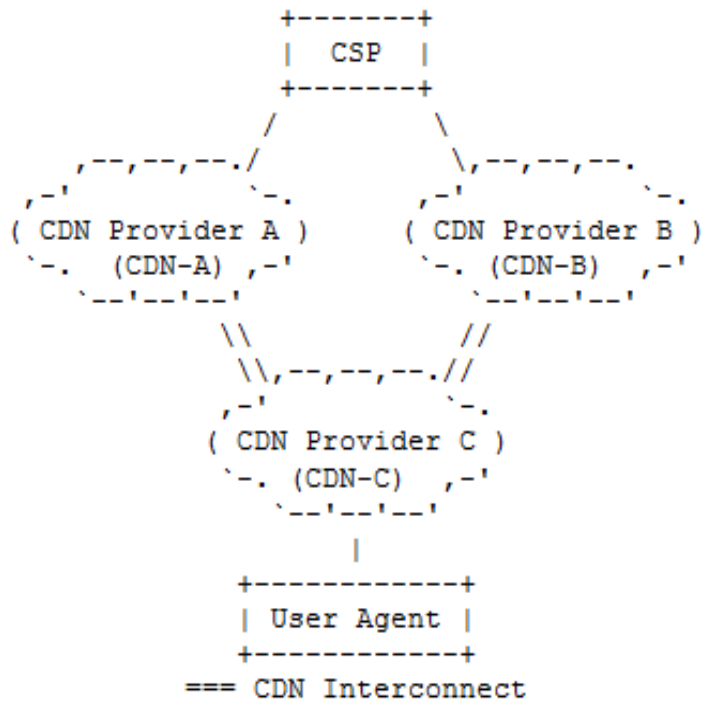 CSP
CDN Provider A CDN Provider B
(CDN-A) (CDN-B)
CDN Provider C
(CDN-C)
User Agent
=== CDN Interconnect